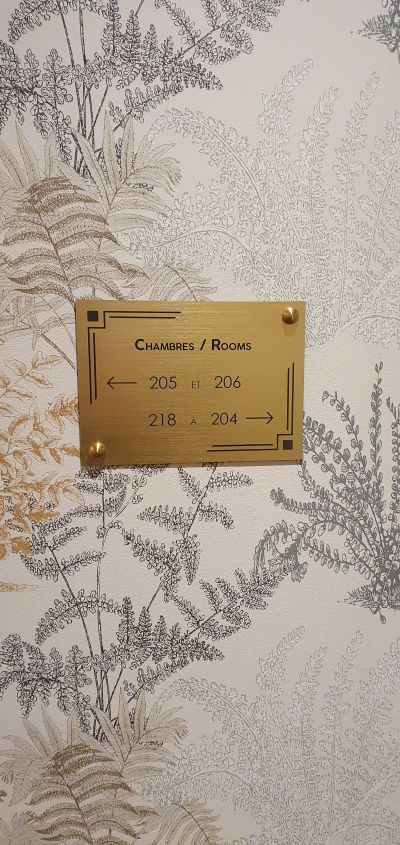 Chambres / Rooms
← 205 ET 206
218 À 204 →